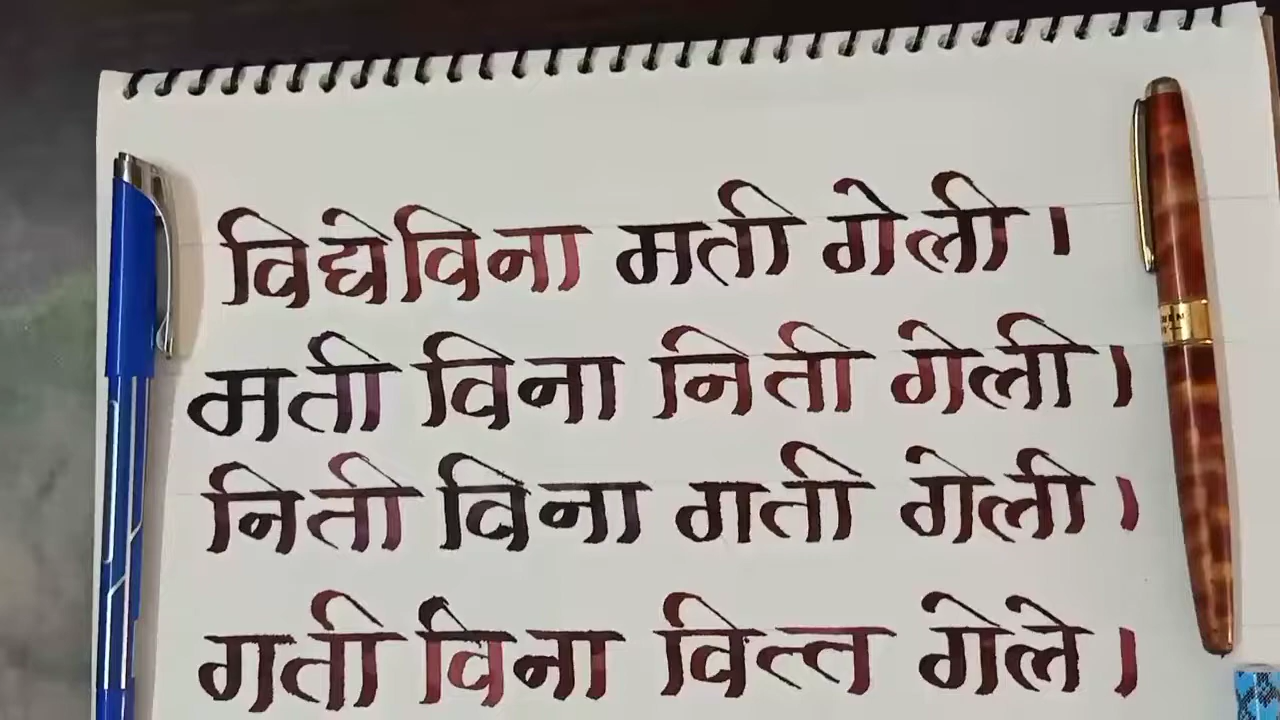 विद्येविना मती गेली ।
मती विना निती गेली ।
निती विना गती गेली ।
गती विना वित्त गेले ।